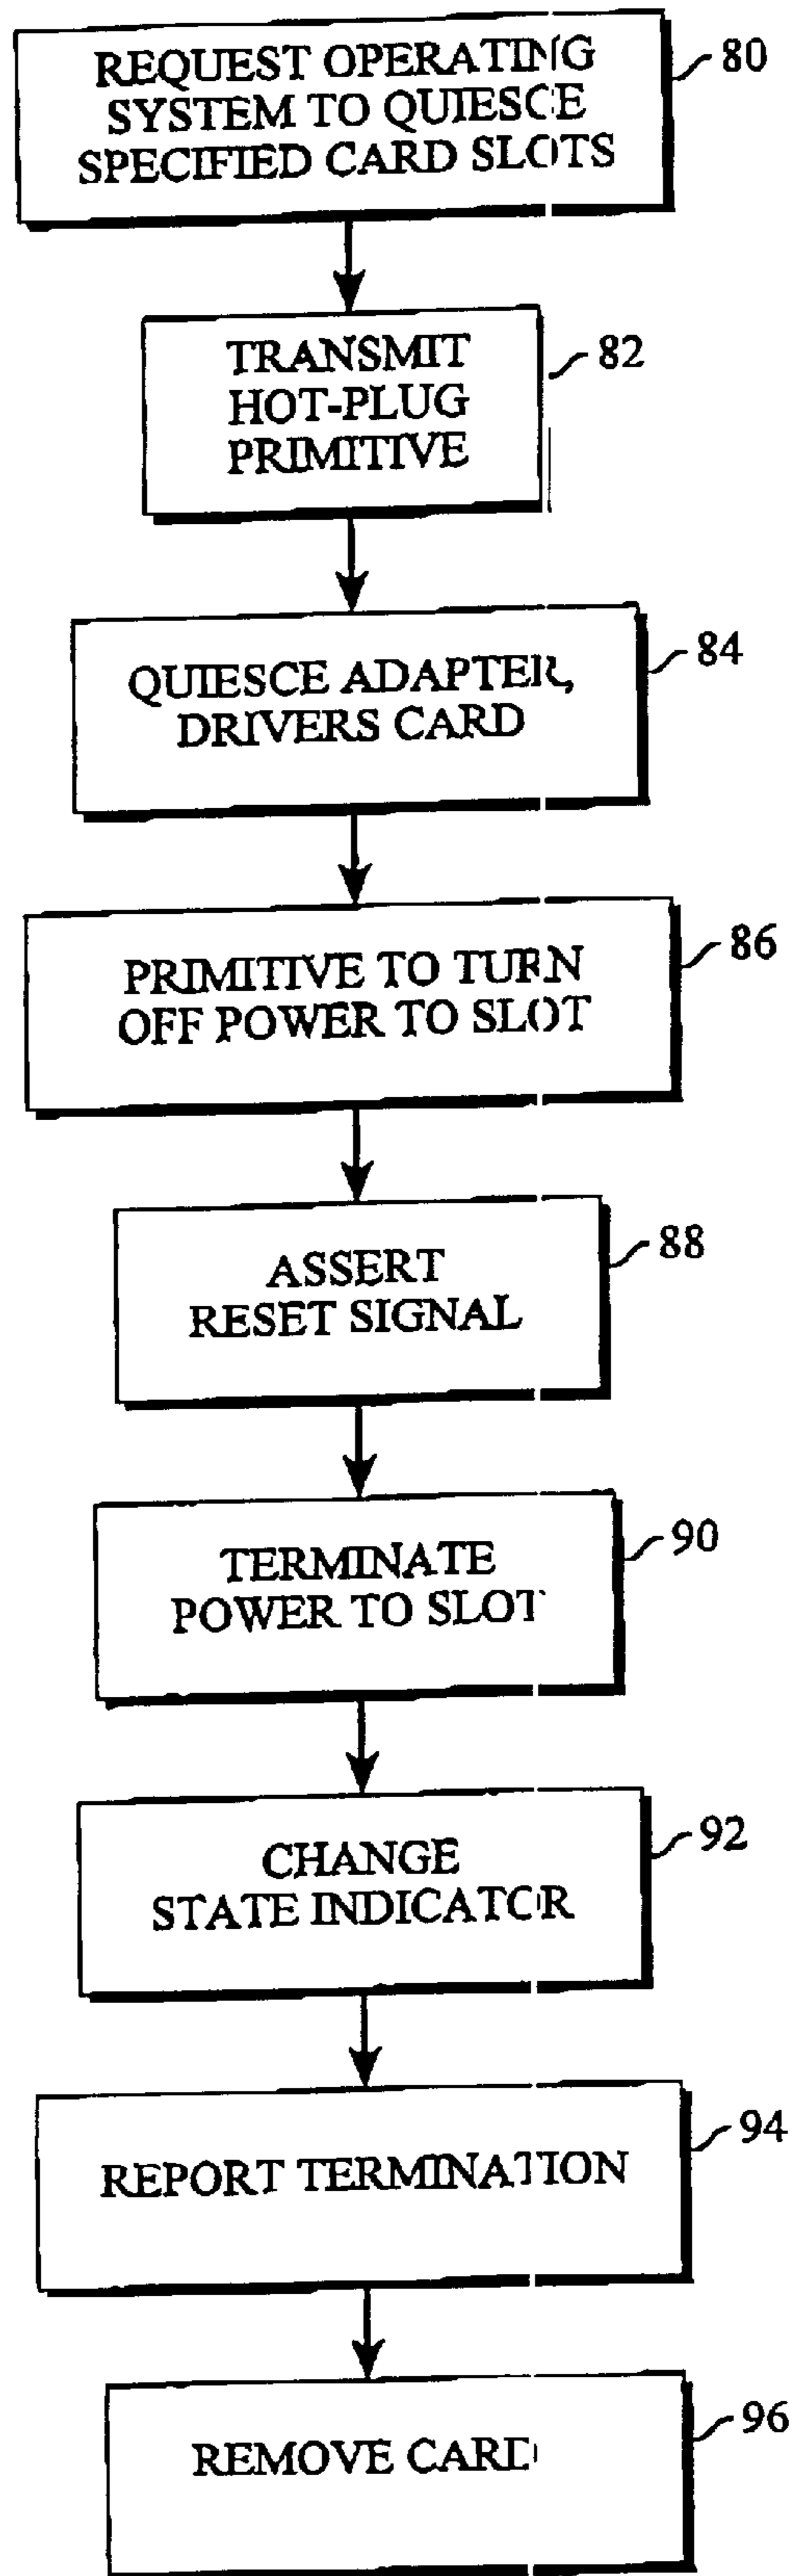 REQUEST OPERATING
SYSTEM TO QUIESCE
SPECIFIED CARD SLOTS
80
TRANSMIT
HOT-PLUG
PRIMITIVE
82
QUIESCE ADAPTER,
DRIVERS CARD
84
PRIMITIVE TO TURN
OFF POWER TO SLOT
86
ASSERT
RESET SIGNAL
88
TERMINATE
POWER TO SLOT
90
CHANGE
STATE INDICATOR
92
REPORT TERMINATION
94
REMOVE CARD
96